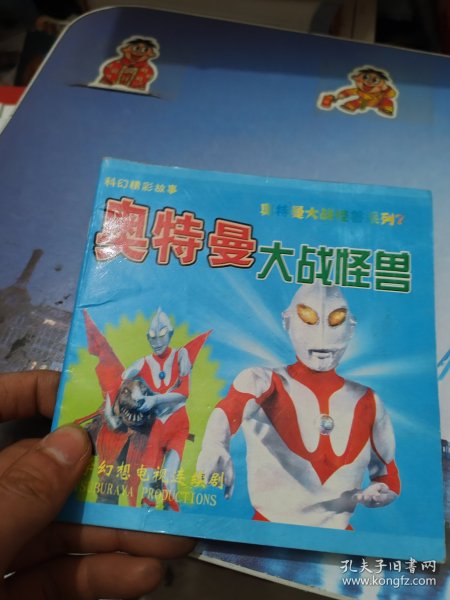 科幻精彩故事
奥特曼大战怪兽系列?
奥特曼
大战怪兽
幻想电视连续剧
BURAYA PRODUCTIONS
孔夫子旧书网
www.kongfz.com